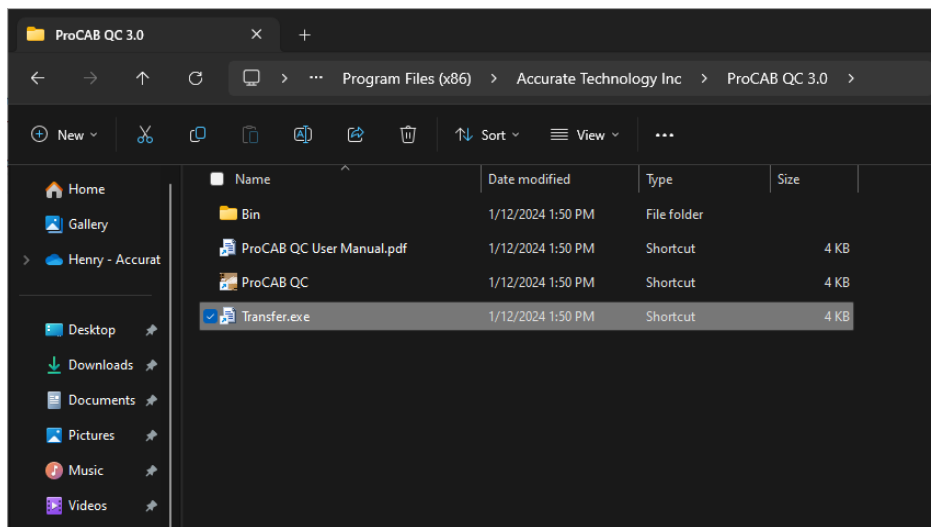 ProCAB QC 3.0
Program Files (x86) > Accurate Technology Inc > ProCAB QC 3.0 >
New Sort View
Name Date modified Type Size
Home
Gallery
Henry - Accurat
Desktop
Downloads
Documents
Pictures
Music
Videos
Bin 1/12/2024 1:50 PM File folder
ProCAB QC User Manual.pdf 1/12/2024 1:50 PM Shortcut 4 KB
ProCAB QC 1/12/2024 1:50 PM Shortcut 4 KB
Transfer.exe 1/12/2024 1:50 PM Shortcut 4 KB